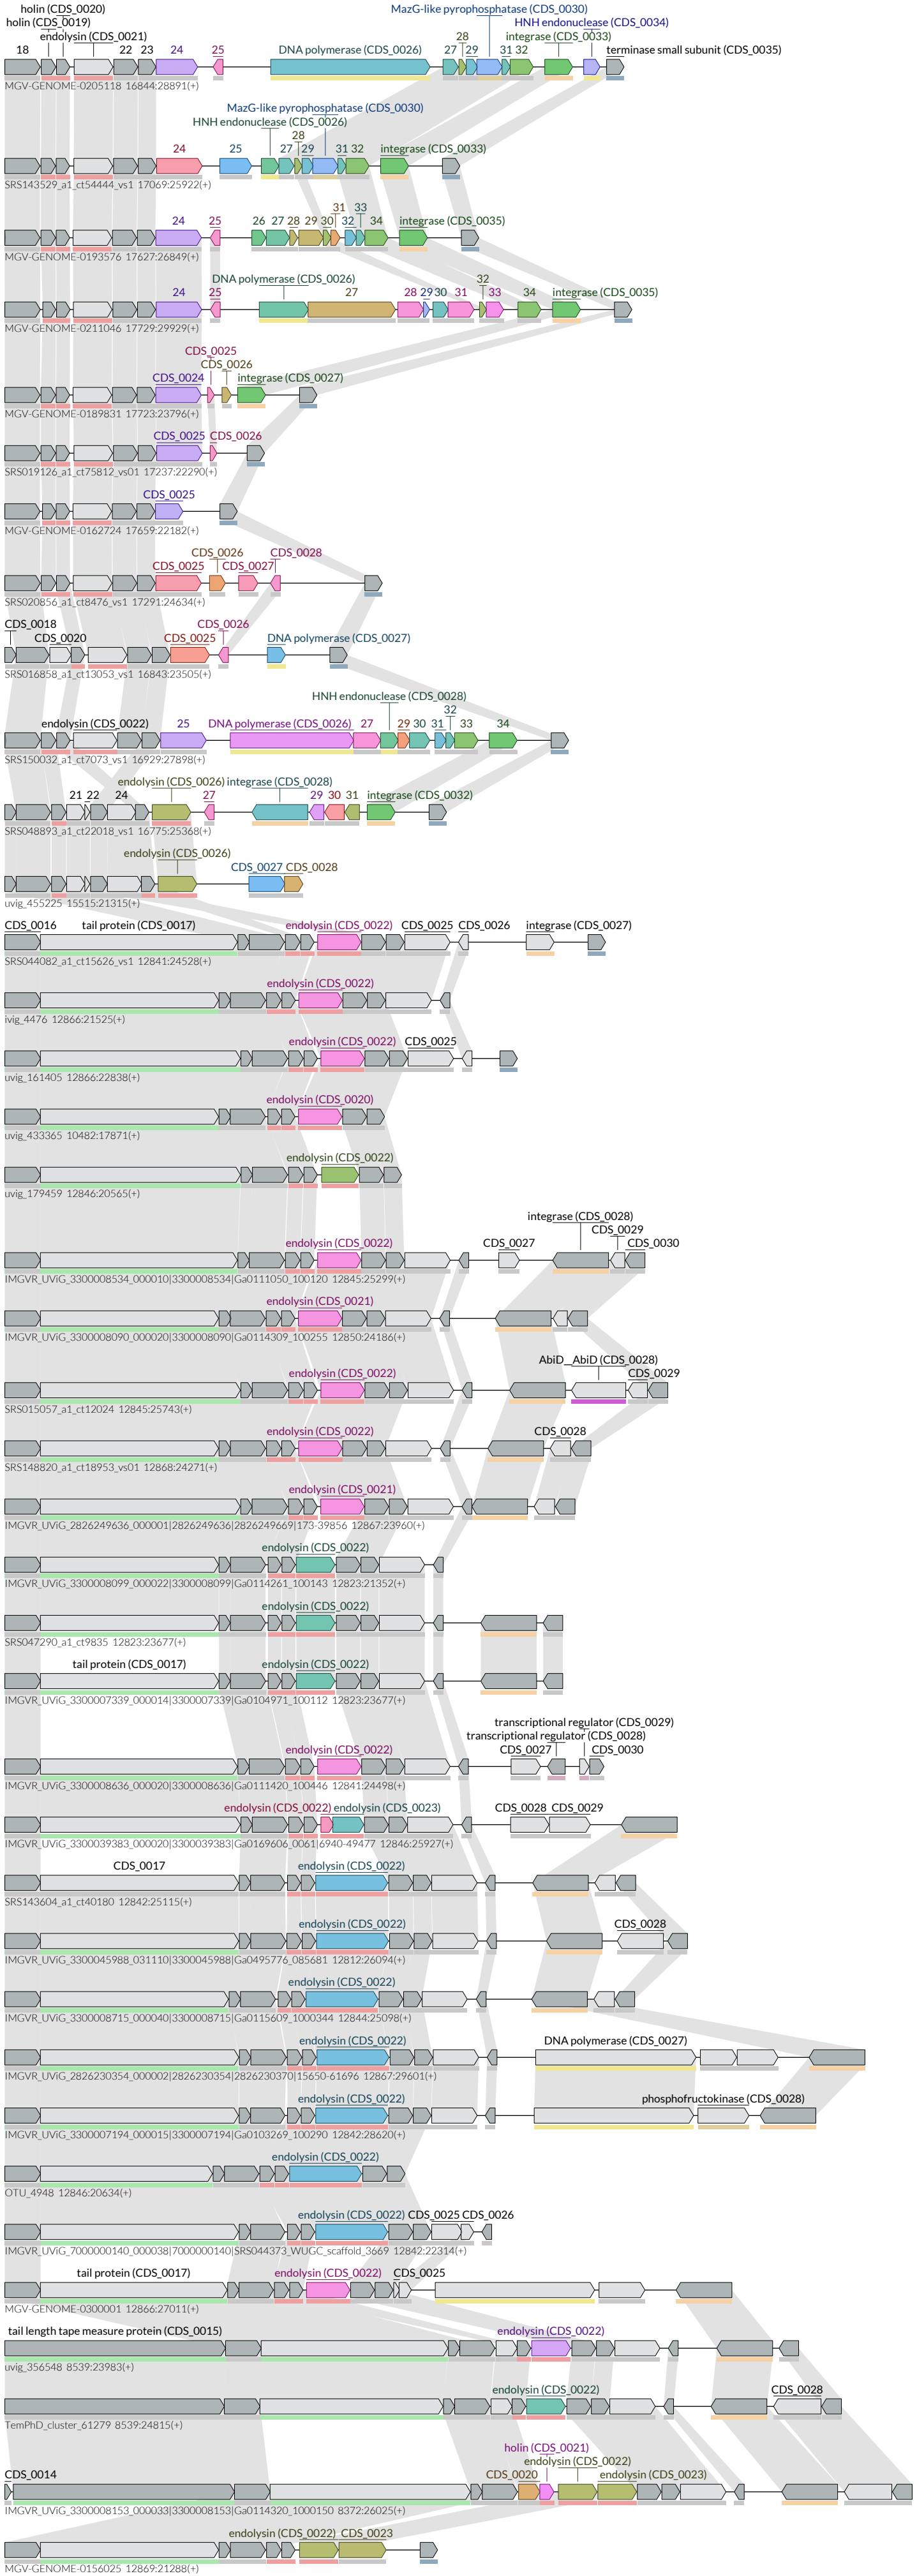 holin (CDS_0020) MazG-like pyrophosphatase (CDS_0030)
holin (CDS_0019) HNH endonuclease (CDS_0034)
endolysin (CDS_0021) 28 integrase (CDS_0033)
18 22 23 24 25 DNA polymerase (CDS_0026) 27 29 31 32 terminase small subunit (CDS_0035)
MGV-GENOME-0205118 16844:28891(+)
MazG-like pyrophosphatase (CDS_0030)
HNH endonuclease (CDS_0026)
28
24 25 27 29 31 32 integrase (CDS_0033)
SRS143529_a1_ct54444_vs1 17069:25922(+)
31 33
24 25 26 27 28 29 30 32 34 integrase (CDS_0035)
MGV-GENOME-0193576 17627:26849(+)
DNA polymerase (CDS_0026) 32
24 25 27 28 29 30 31 33 34 integrase (CDS_0035)
MGV-GENOME-0211046 17729:29929(+)
CDS_0025
CDS_0026
CDS_0024 integrase (CDS_0027)
MGV-GENOME-0189831 17723:23796(+)
CDS_0025 CDS_0026
SRS019126_a1_ct75812_vs01 17237:22290(+)
CDS_0025
MGV-GENOME-0162724 17659:22182(+)
CDS_0026 CDS_0028
CDS_0025 CDS_0027
SRS020856_a1_ct8476_vs1 17291:24634(+)
CDS_0018 CDS_0026
CDS_0020 CDS_0025 DNA polymerase (CDS_0027)
SRS016858_a1_ct13053_vs1 16843:23505(+)
HNH endonuclease (CDS_0028)
32
endolysin (CDS_0022) 25 DNA polymerase (CDS_0026) 27 29 30 31 33 34
SRS150032_a1_ct7073_vs1 16929:27898(+)
endolysin (CDS_0026) integrase (CDS_0028)
21 22 24 27 29 30 31 integrase (CDS_0032)
SRS048893_a1_ct22018_vs1 16775:25368(+)
endolysin (CDS_0026)
CDS_0027 CDS_0028
uvig_455225 15515:21315(+)
CDS_0016 tail protein (CDS_0017) endolysin (CDS_0022) CDS_0025 CDS_0026 integrase (CDS_0027)
SRS044082_a1_ct15626_vs1 12841:24528(+)
endolysin (CDS_0022)
ivig_4476 12866:21525(+)
endolysin (CDS_0022) CDS_0025
uvig_161405 12866:22838(+)
endolysin (CDS_0020)
uvig_433365 10482:17871(+)
endolysin (CDS_0022)
uvig_179459 12846:20565(+)
integrase (CDS_0028)
CDS_0029
endolysin (CDS_0022) CDS_0027 CDS_0030
IMGVR_UViG_3300008534_000010|3300008534|Ga0111050_100120 12845:25299(+)
endolysin (CDS_0021)
IMGVR_UViG_3300008090_000020|3300008090|Ga0114309_100255 12850:24186(+)
AbiD__AbiD (CDS_0028)
endolysin (CDS_0022) CDS_0029
SRS015057_a1_ct12024 12845:25743(+)
endolysin (CDS_0022) CDS_0028
SRS148820_a1_ct18953_vs01 12868:24271(+)
endolysin (CDS_0021)
IMGVR_UViG_2826249636_000001|2826249636|2826249669|173-39856 12867:23960(+)
endolysin (CDS_0022)
IMGVR_UViG_3300008099_000022|3300008099|Ga0114261_100143 12823:21352(+)
endolysin (CDS_0022)
SRS047290_a1_ct9835 12823:23677(+)
tail protein (CDS_0017) endolysin (CDS_0022)
IMGVR_UViG_3300007339_000014|3300007339|Ga0104971_100112 12823:23677(+)
transcriptional regulator (CDS_0029)
transcriptional regulator (CDS_0028)
endolysin (CDS_0022) CDS_0027 CDS_0030
IMGVR_UViG_3300008636_000020|3300008636|Ga0111420_100446 12841:24498(+)
endolysin (CDS_0022) endolysin (CDS_0023) CDS_0028 CDS_0029
IMGVR_UViG_3300039383_000020|3300039383|Ga0169606_0061|6940-49477 12846:25927(+)
CDS_0017 endolysin (CDS_0022)
SRS143604_a1_ct40180 12842:25115(+)
endolysin (CDS_0022) CDS_0028
IMGVR_UViG_3300045988_031110|3300045988|Ga0495776_085681 12812:26094(+)
endolysin (CDS_0022)
IMGVR_UViG_3300008715_000040|3300008715|Ga0115609_1000344 12844:25098(+)
endolysin (CDS_0022) DNA polymerase (CDS_0027)
IMGVR_UViG_2826230354_000002|2826230354|2826230370|15650-61696 12867:29601(+)
endolysin (CDS_0022) phosphofructokinase (CDS_0028)
IMGVR_UViG_3300007194_000015|3300007194|Ga0103269_100290 12842:28620(+)
endolysin (CDS_0022)
OTU_4948 12846:20634(+)
endolysin (CDS_0022) CDS_0025 CDS_0026
IMGVR_UViG_7000000140_000038|7000000140|SRS044373_WUGC_scaffold_3669 12842:22314(+)
tail protein (CDS_0017) endolysin (CDS_0022) CDS_0025
MGV-GENOME-0300001 12866:27011(+)
tail length tape measure protein (CDS_0015) endolysin (CDS_0022)
uvig_356548 8539:23983(+)
endolysin (CDS_0022) CDS_0028
TemPhD_cluster_61279 8539:24815(+)
holin (CDS_0021)
endolysin (CDS_0022)
CDS_0014 CDS_0020 endolysin (CDS_0023)
IMGVR_UViG_3300008153_000033|3300008153|Ga0114320_1000150 8372:26025(+)
endolysin (CDS_0022) CDS_0023
MGV-GENOME-0156025 12869:21288(+)